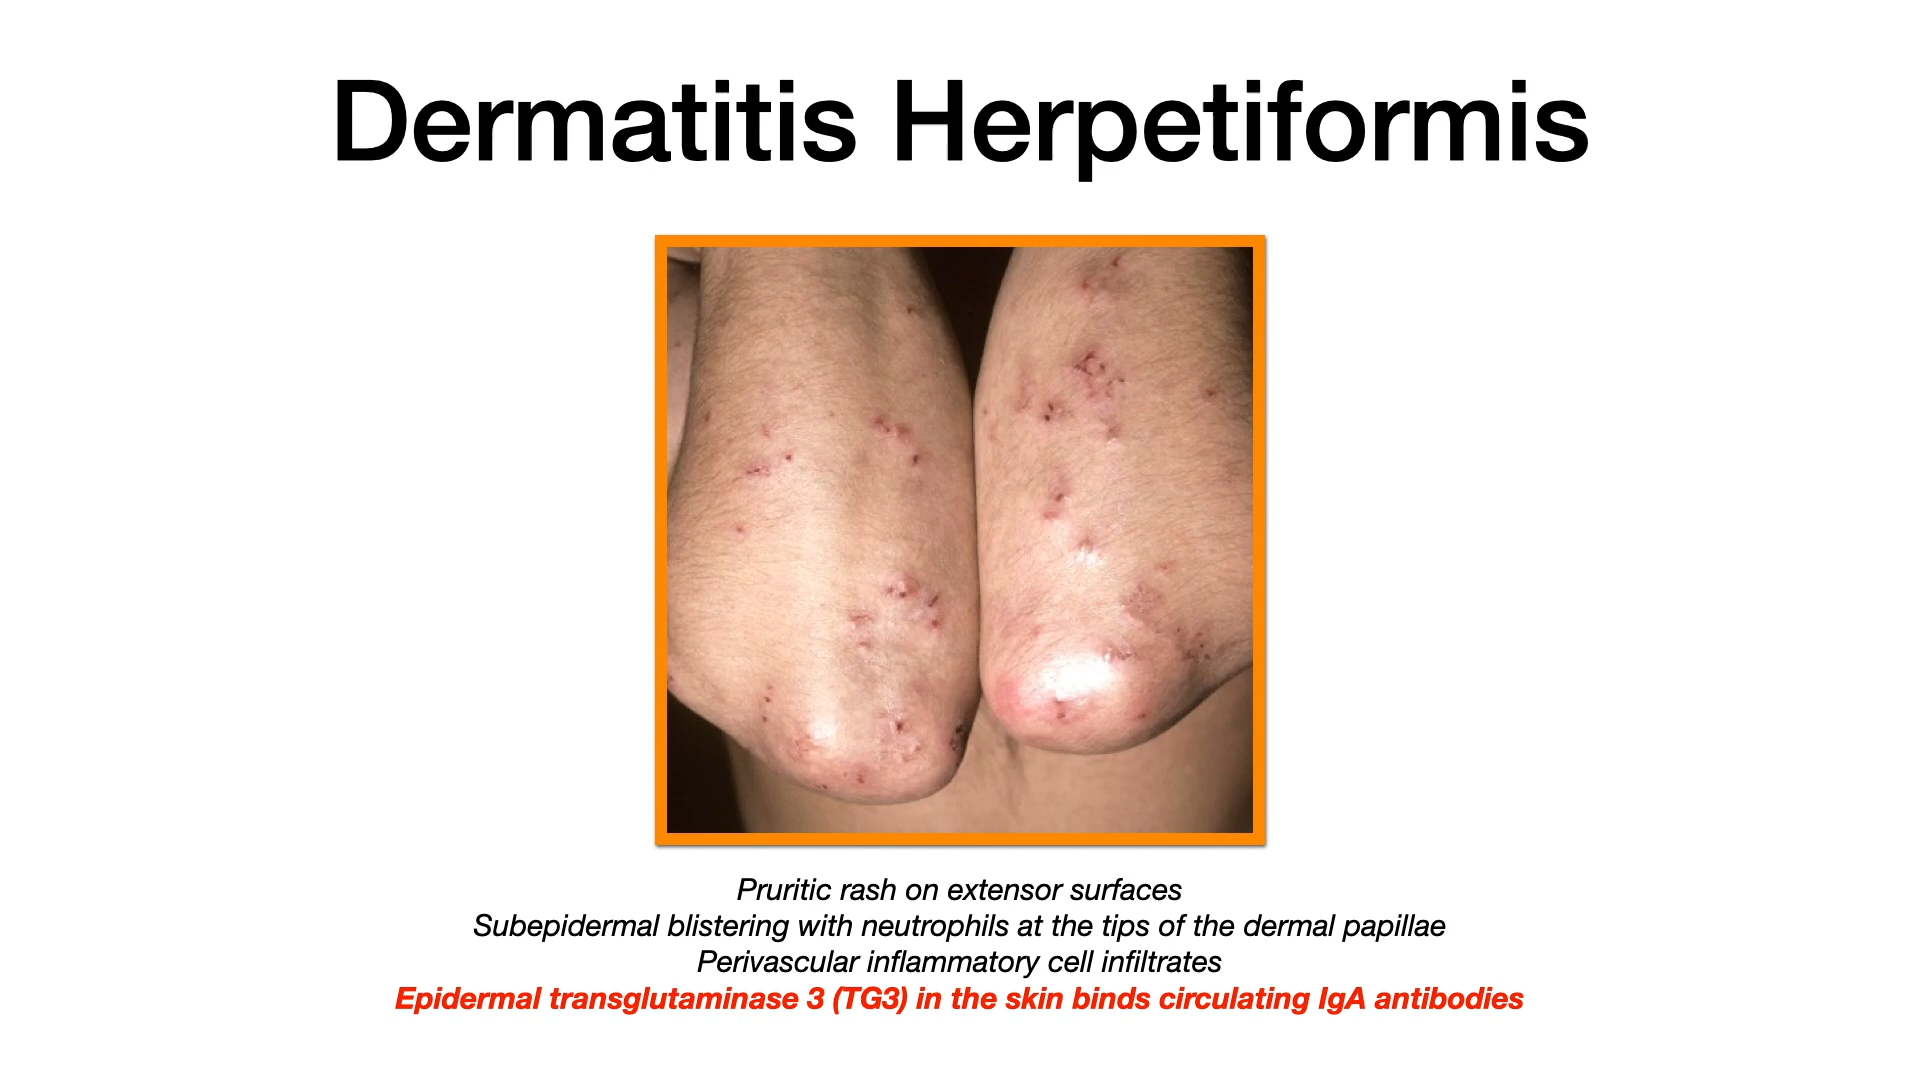 Dermatitis Herpetiformis
Pruritic rash on extensor surfaces
Subepidermal blistering with neutrophils at the tips of the dermal papillae
Perivascular inflammatory cell infiltrates
Epidermal transglutaminase 3 (TG3) in the skin binds circulating IgA antibodies